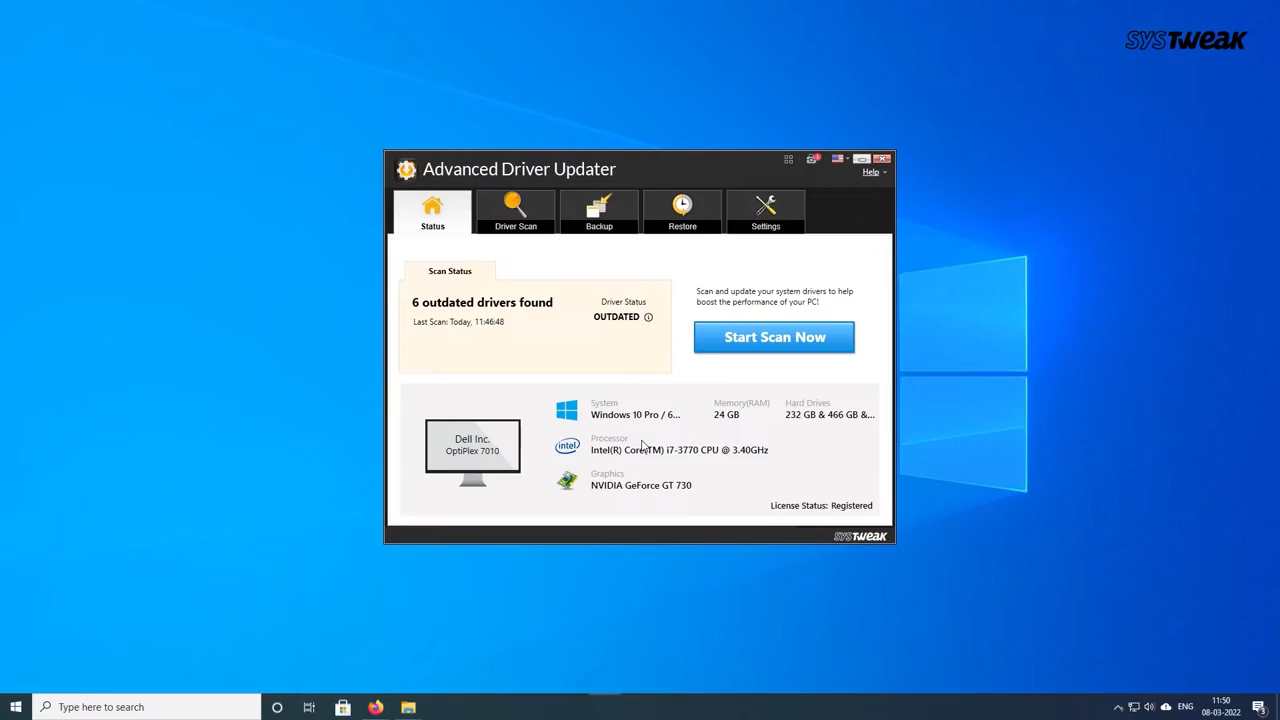 SYSTWEAK
Advanced Driver Updater
Help
Status
Driver Scan
Backup
Restore
Settings
Scan Status
6 outdated drivers found
Last Scan: Today, 11:46:48
Driver Status
OUTDATED
Scan and update your system drivers to help
boost the performance of your PC!
Start Scan Now
Dell Inc.
OptiPlex 7010
System
Windows 10 Pro / 6...
Memory(RAM)
24 GB
Hard Drives
232 GB & 466 GB &...
Processor
intel
Intel(R) Core(TM) i7-3770 CPU @ 3.40GHz
Graphics
NVIDIA GeForce GT 730
License Status: Registered
SYSTWEAK
Type here to search
ENG
11:50
08-03-2022